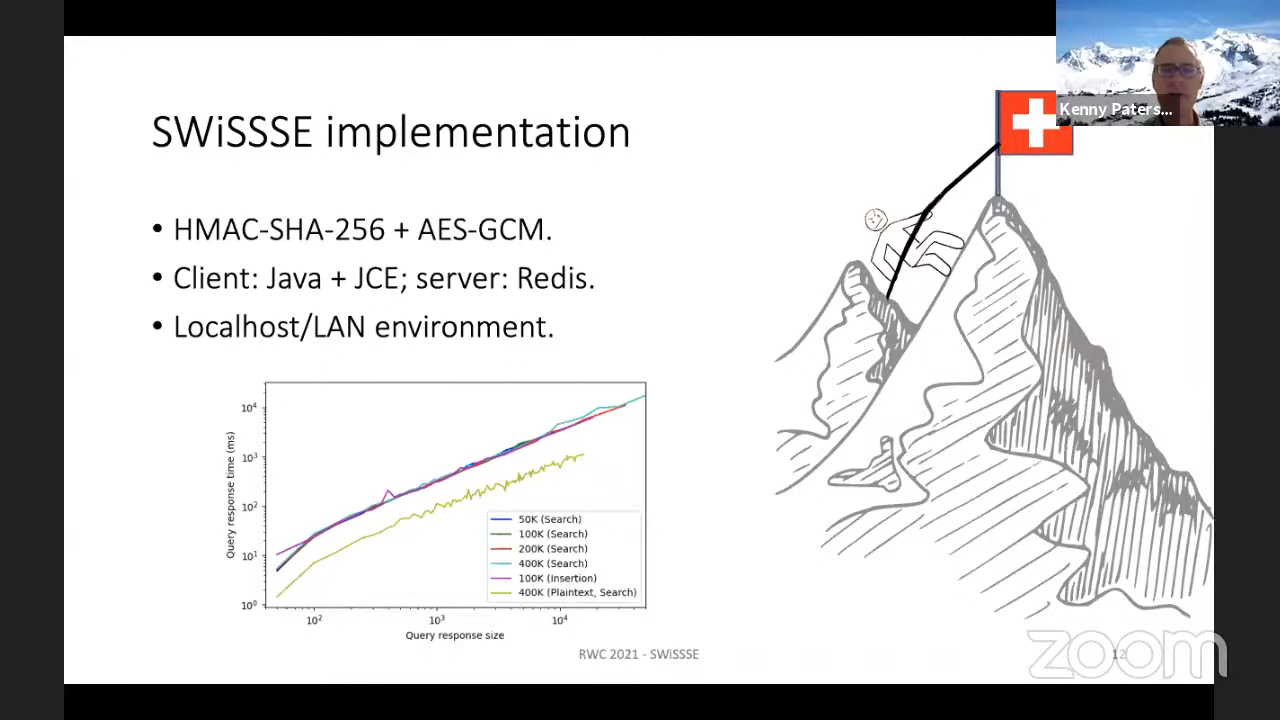 SWiSSSE implementation
Kenny Paters...
• HMAC-SHA-256 + AES-GCM.
• Client: Java + JCE; server: Redis.
• Localhost/LAN environment.
Query response time (ms)
10⁴
10³
10²
10¹
10⁰
50K (Search)
100K (Search)
200K (Search)
400K (Search)
100K (Insertion)
400K (Plaintext, Search)
10² 10³ 10⁴
Query response size
RWC 2021 - SWiSSSE
12
zoom